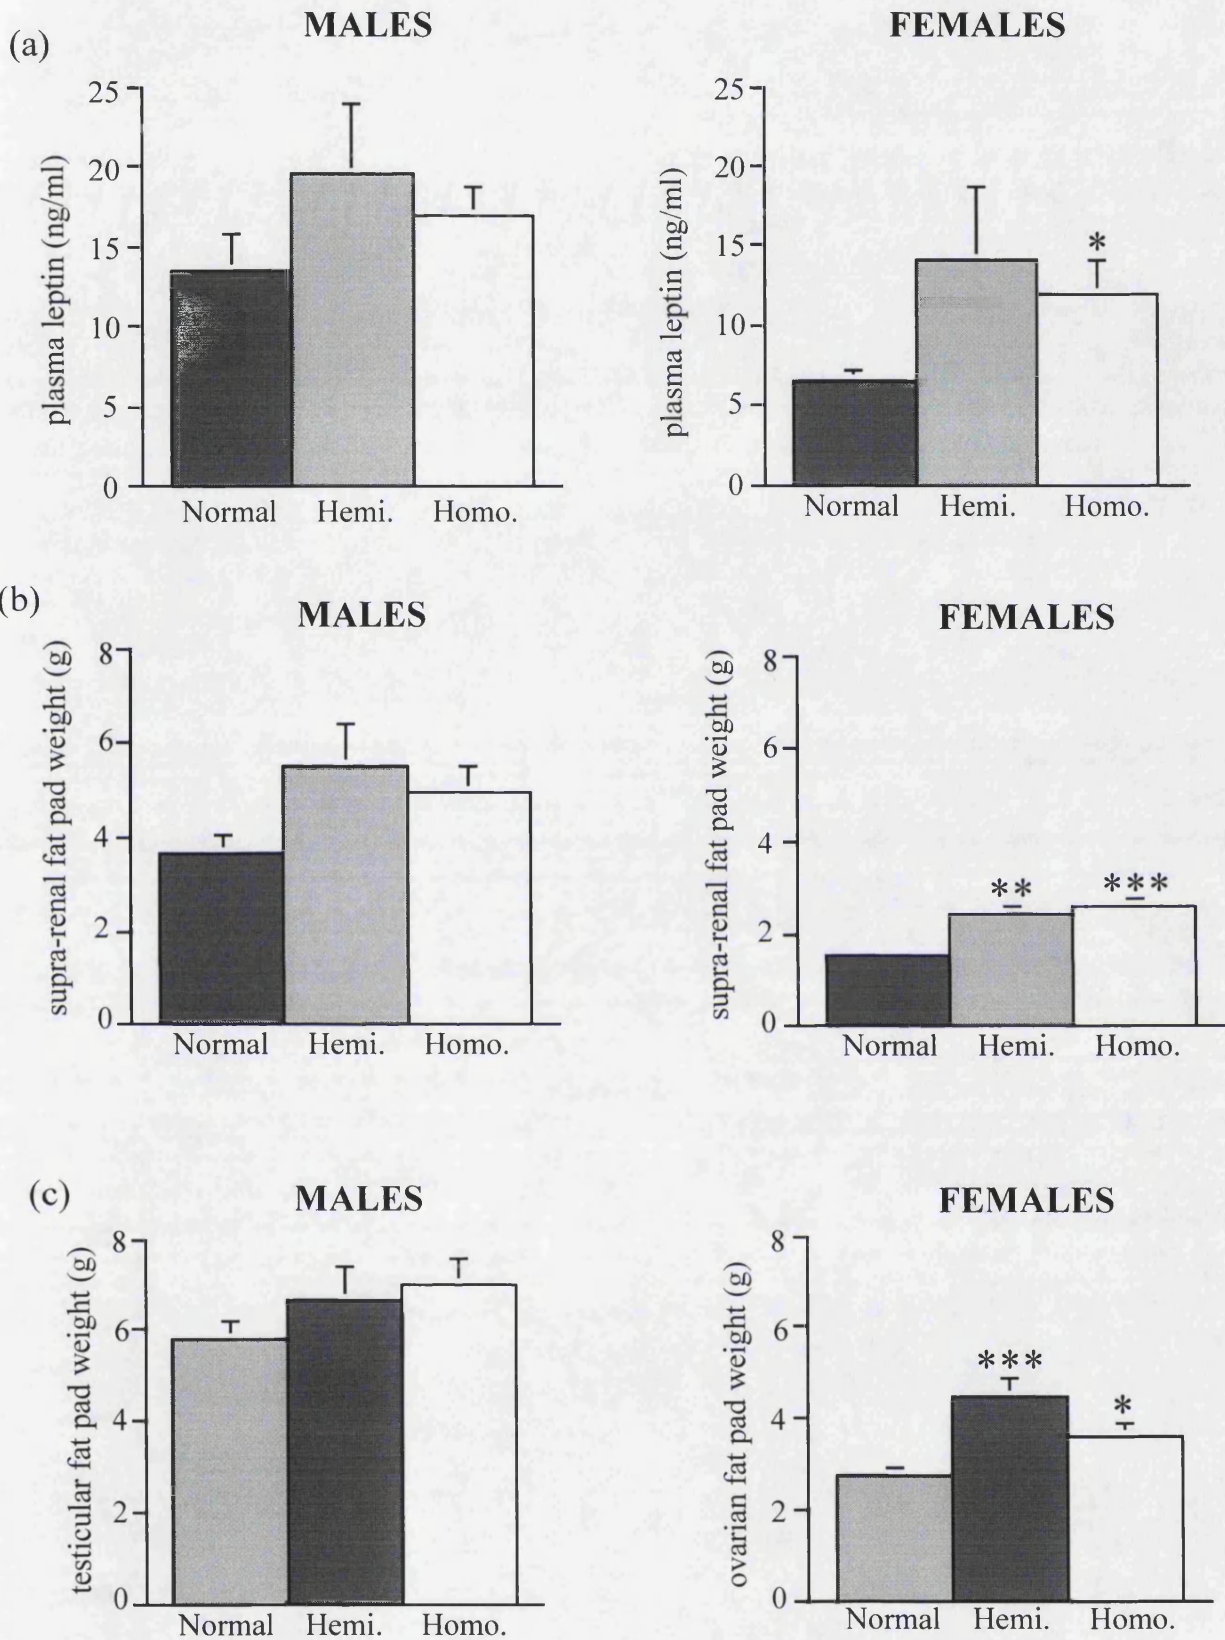 MALES
FEMALES
(a)
plasma leptin (ng/ml)
25
20
15
10
5
0
Normal Hemi. Homo.
plasma leptin (ng/ml)
25
20
15
10
5
0
*
Normal Hemi. Homo.
(b)
MALES
FEMALES
supra-renal fat pad weight (g)
8
6
4
2
0
Normal Hemi. Homo.
supra-renal fat pad weight (g)
8
6
4
2
0
** ***
Normal Hemi. Homo.
(c)
MALES
FEMALES
testicular fat pad weight (g)
8
6
4
2
0
Normal Hemi. Homo.
ovarian fat pad weight (g)
8
6
4
2
0
***
*
Normal Hemi. Homo.